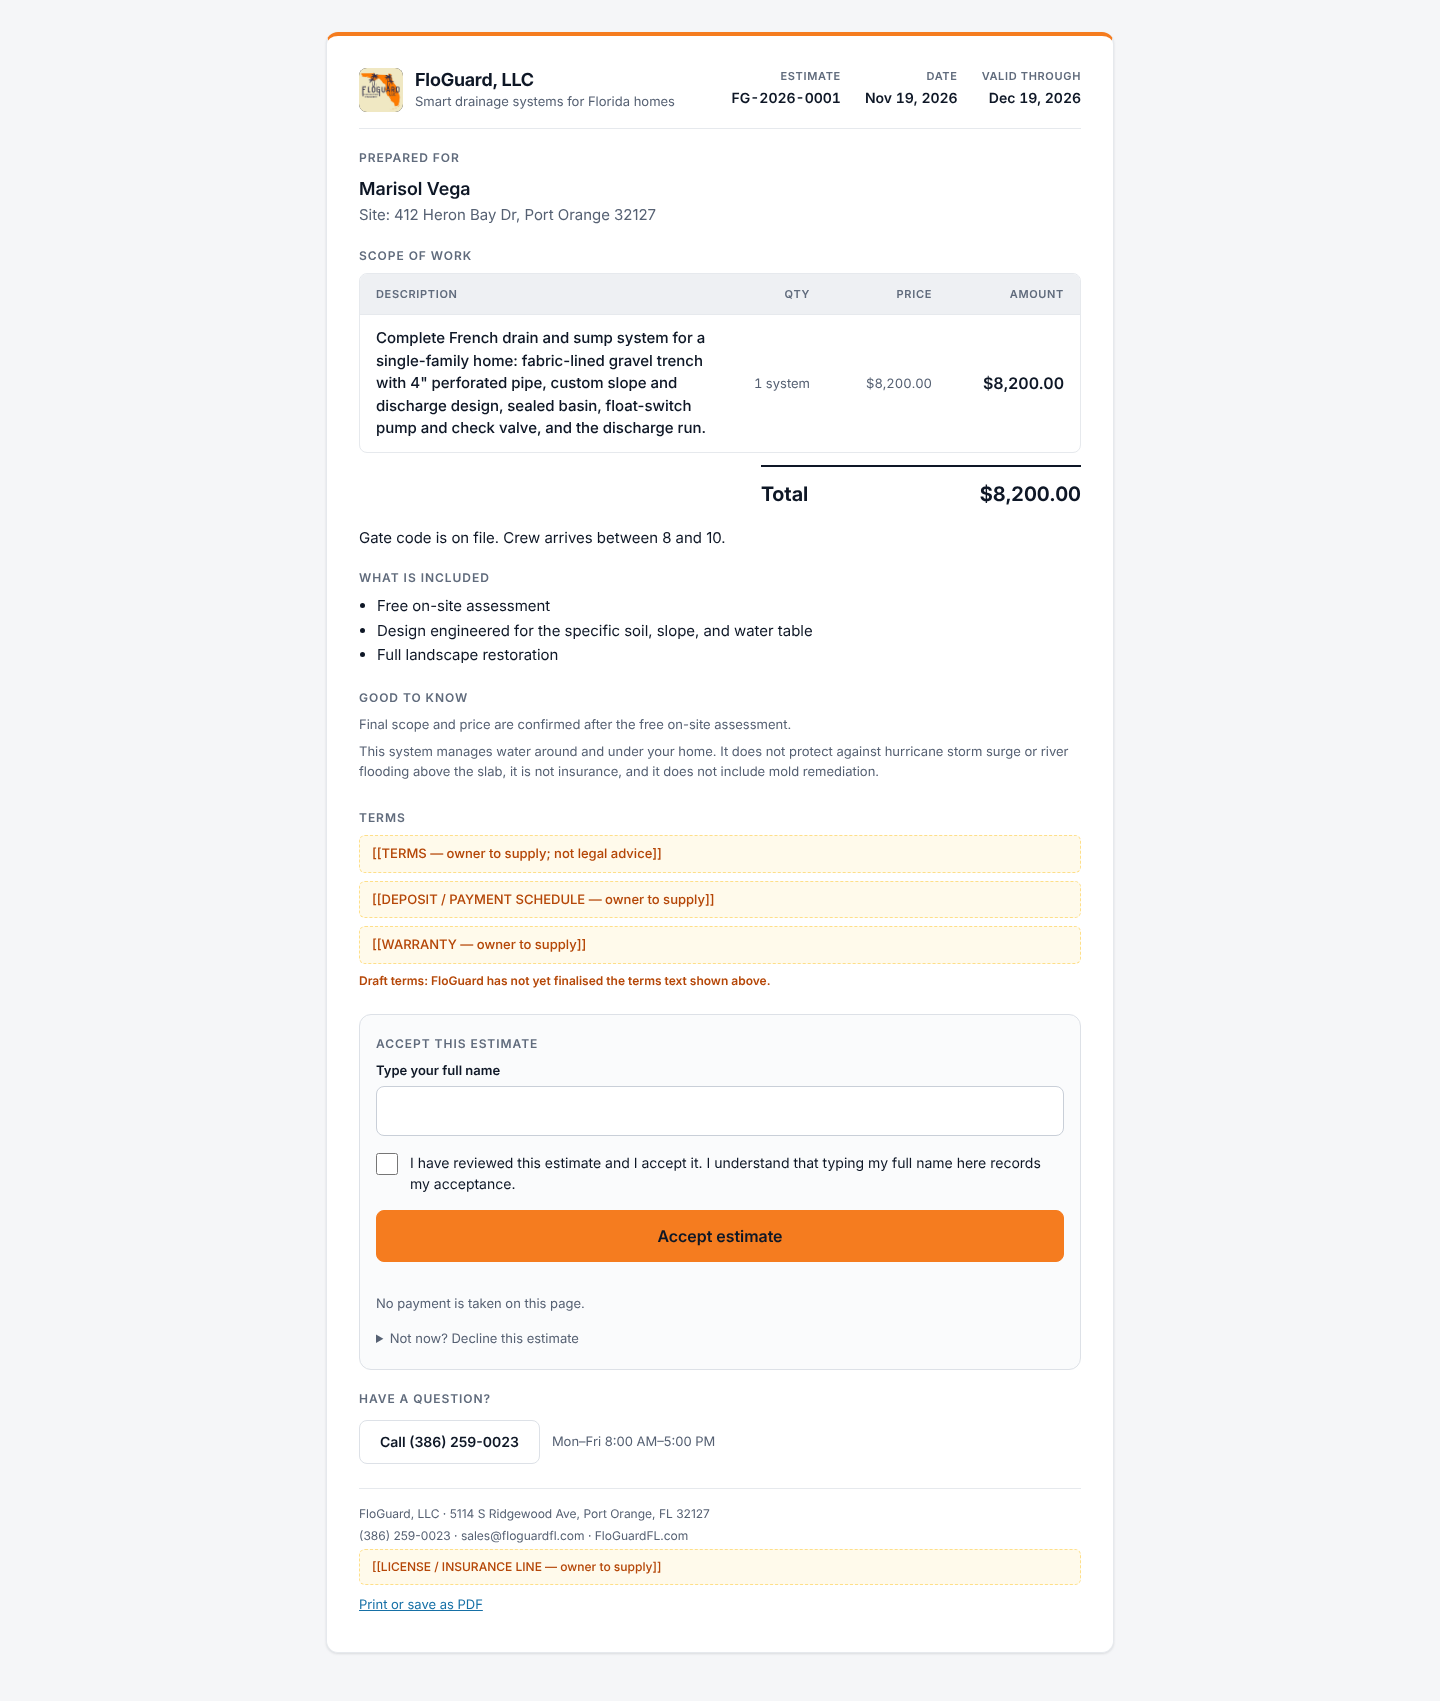 FLOGUARD
FloGuard, LLC
Smart drainage systems for Florida homes
ESTIMATE
FG-2026-0001
DATE
Nov 19, 2026
VALID THROUGH
Dec 19, 2026
PREPARED FOR
Marisol Vega
Site: 412 Heron Bay Dr, Port Orange 32127
SCOPE OF WORK
DESCRIPTION QTY PRICE AMOUNT
Complete French drain and sump system for a
single-family home: fabric-lined gravel trench
with 4" perforated pipe, custom slope and
discharge design, sealed basin, float-switch
pump and check valve, and the discharge run.
1 system $8,200.00 $8,200.00
Total $8,200.00
Gate code is on file. Crew arrives between 8 and 10.
WHAT IS INCLUDED
• Free on-site assessment
• Design engineered for the specific soil, slope, and water table
• Full landscape restoration
GOOD TO KNOW
Final scope and price are confirmed after the free on-site assessment.
This system manages water around and under your home. It does not protect against hurricane storm surge or river
flooding above the slab, it is not insurance, and it does not include mold remediation.
TERMS
[[TERMS — owner to supply; not legal advice]]
[[DEPOSIT / PAYMENT SCHEDULE — owner to supply]]
[[WARRANTY — owner to supply]]
Draft terms: FloGuard has not yet finalised the terms text shown above.
ACCEPT THIS ESTIMATE
Type your full name
I have reviewed this estimate and I accept it. I understand that typing my full name here records
my acceptance.
Accept estimate
No payment is taken on this page.
Not now? Decline this estimate
HAVE A QUESTION?
Call (386) 259-0023 Mon–Fri 8:00 AM–5:00 PM
FloGuard, LLC · 5114 S Ridgewood Ave, Port Orange, FL 32127
(386) 259-0023 · sales@floguardfl.com · FloGuardFL.com
[[LICENSE / INSURANCE LINE — owner to supply]]
Print or save as PDF